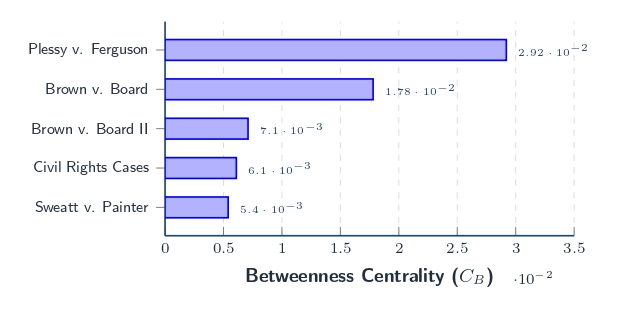 Plessy v. Ferguson
2.92 · 10⁻²
Brown v. Board
1.78 · 10⁻²
Brown v. Board II
7.1 · 10⁻³
Civil Rights Cases
6.1 · 10⁻³
Sweatt v. Painter
5.4 · 10⁻³
0 0.5 1 1.5 2 2.5 3 3.5
Betweenness Centrality (C_B) ·10⁻²